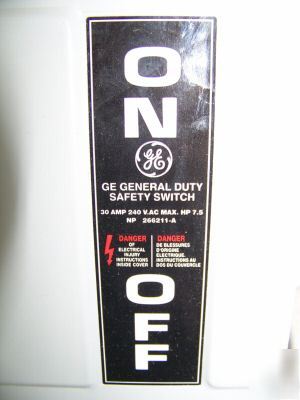 ON
GE
GE GENERAL DUTY
SAFETY SWITCH
30 AMP 240 V.AC MAX. HP 7.5
NP 266211-A
DANGER
OF
ELECTRICAL
INJURY
INSTRUCTIONS
INSIDE COVER
DANGER
DE BLESSURES
D'ORIGINE
ELECTRIQUE.
INSTRUCTIONS AU
DOS DU COUVERCLE
OFF